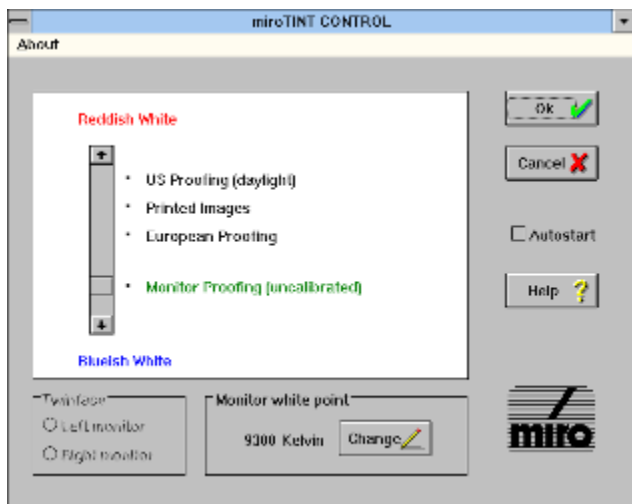 miroTINT CONTROL
About
Reddish White
US Proofing (daylight)
Printed Images
European Proofing
Monitor Proofing (uncalibrated)
Blueish White
Ok
Cancel
Autostart
Help
Twinface
Left monitor
Right monitor
Monitor white point
9300 Kelvin Change
miro